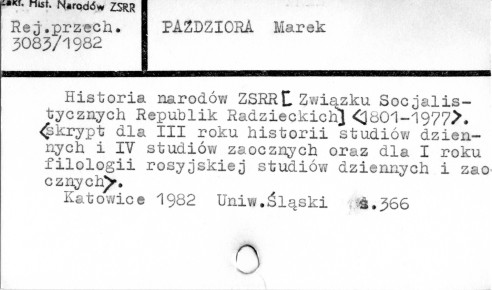 Zakł. Hist. Narodów ZSRR
Rej.przech.
3083/1982
PAŹDZIORA Marek
Historia narodów ZSRR[ Związku Socjalis-
tycznych Republik Radzieckich] <1801-1977>.
<skrypt dla III roku historii studiów dzien-
nych i IV studiów zaocznych oraz dla I roku
filologii rosyjskiej studiów dziennych i zao-
cznych>.
Katowice 1982 Uniw.Śląski s.366